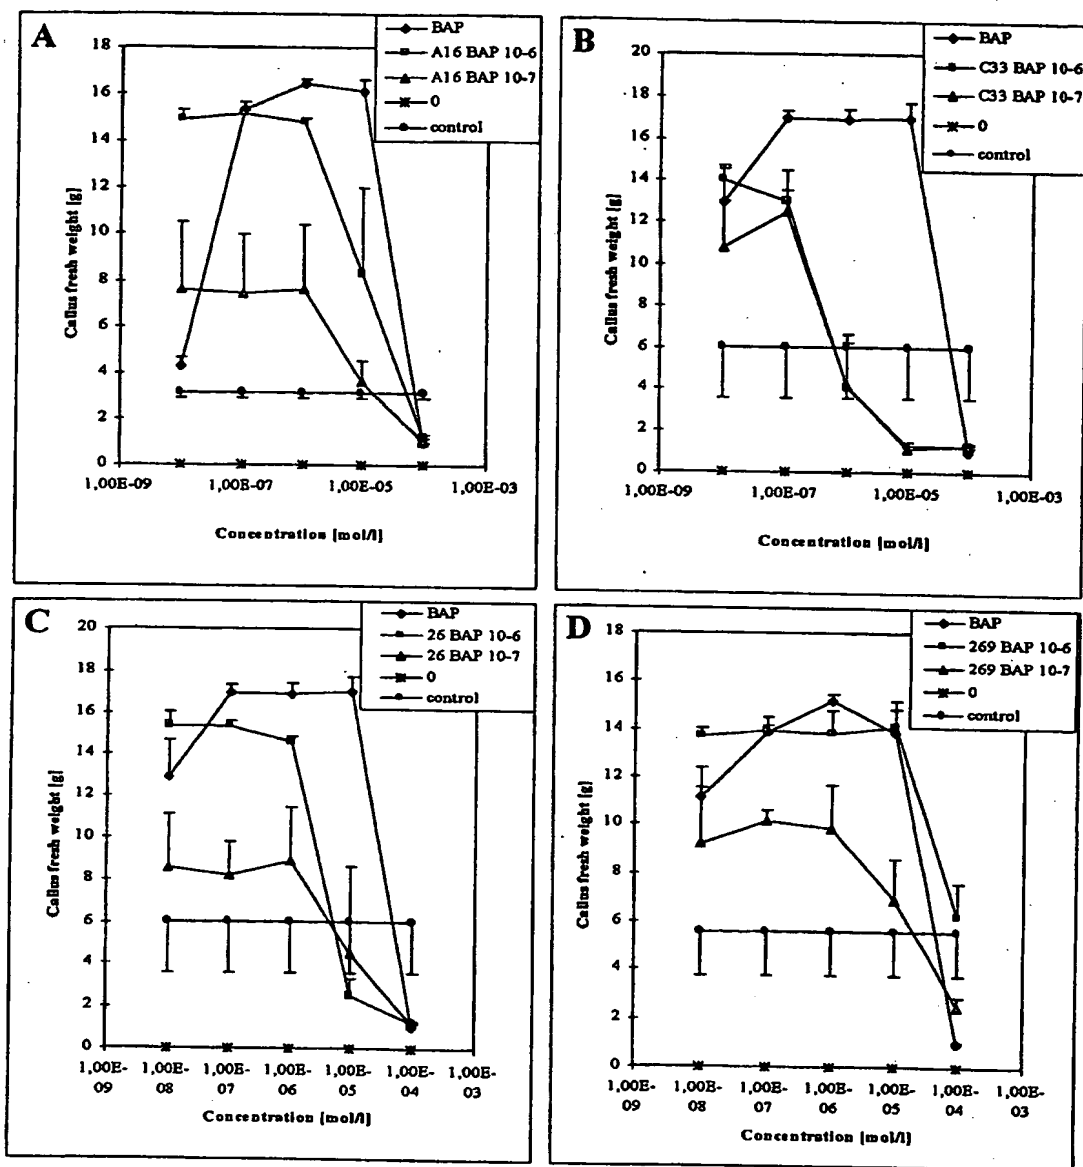 A
BAP
A16 BAP 10-6
A16 BAP 10-7
0
control
18
16
14
12
10
8
6
4
2
0
Callus fresh weight [g]
1,00E-09
1,00E-07
1,00E-05
1,00E-03
Concentration [mol/l]
B
BAP
C33 BAP 10-6
C33 BAP 10-7
0
control
20
18
16
14
12
10
8
6
4
2
0
Callus fresh weight [g]
1,00E-09
1,00E-07
1,00E-05
1,00E-03
Concentration [mol/l]
C
BAP
26 BAP 10-6
26 BAP 10-7
0
control
20
18
16
14
12
10
8
6
4
2
0
Callus fresh weight [g]
1,00E- 1,00E- 1,00E- 1,00E- 1,00E- 1,00E- 1,00E-
09 08 07 06 05 04 03
Concentration [mol/l]
D
BAP
269 BAP 10-6
269 BAP 10-7
0
control
18
16
14
12
10
8
6
4
2
0
Callus fresh weight [g]
1,00E- 1,00E- 1,00E- 1,00E- 1,00E- 1,00E- 1,00E-
09 08 07 06 05 04 03
Concentration [mol/l]